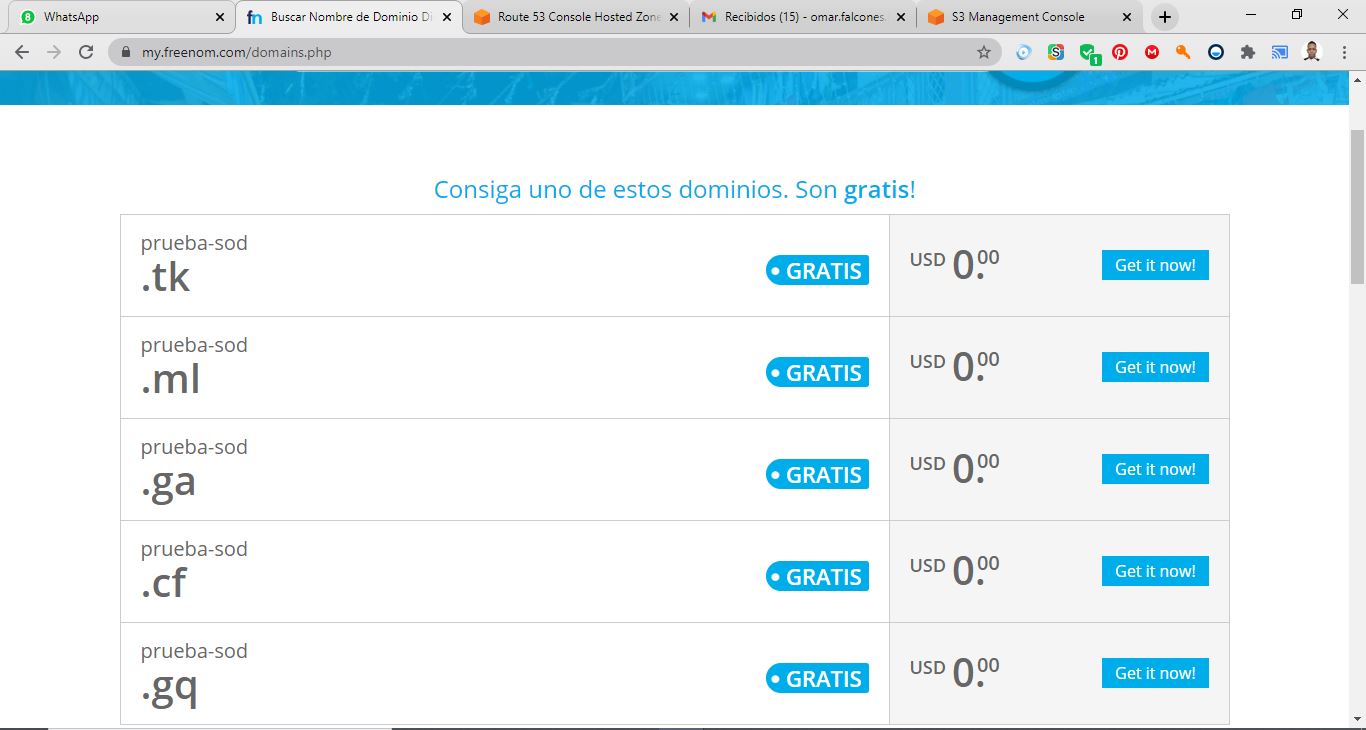 WhatsApp
Buscar Nombre de Dominio Di
Route 53 Console Hosted Zone
Recibidos (15) - omar.falcones.
S3 Management Console
my.freenom.com/domains.php
Consiga uno de estos dominios. Son gratis!
prueba-sod
.tk
GRATIS
USD 0.00
Get it now!
prueba-sod
.ml
GRATIS
USD 0.00
Get it now!
prueba-sod
.ga
GRATIS
USD 0.00
Get it now!
prueba-sod
.cf
GRATIS
USD 0.00
Get it now!
prueba-sod
.gq
GRATIS
USD 0.00
Get it now!